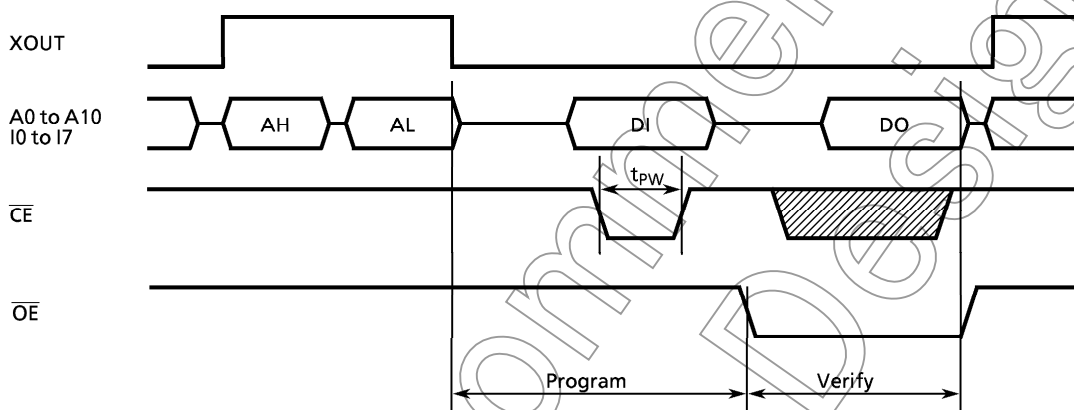 XOUT
A0 to A10
I0 to I7
AH
AL
DI
DO
tPW
CE
OE
Program
Verify